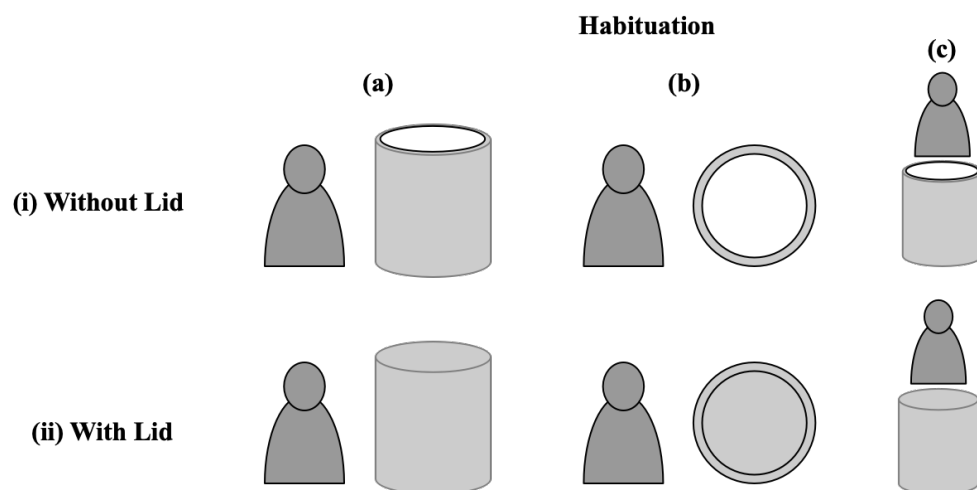 Habituation
(a)
(b)
(c)
(i) Without Lid
(ii) With Lid